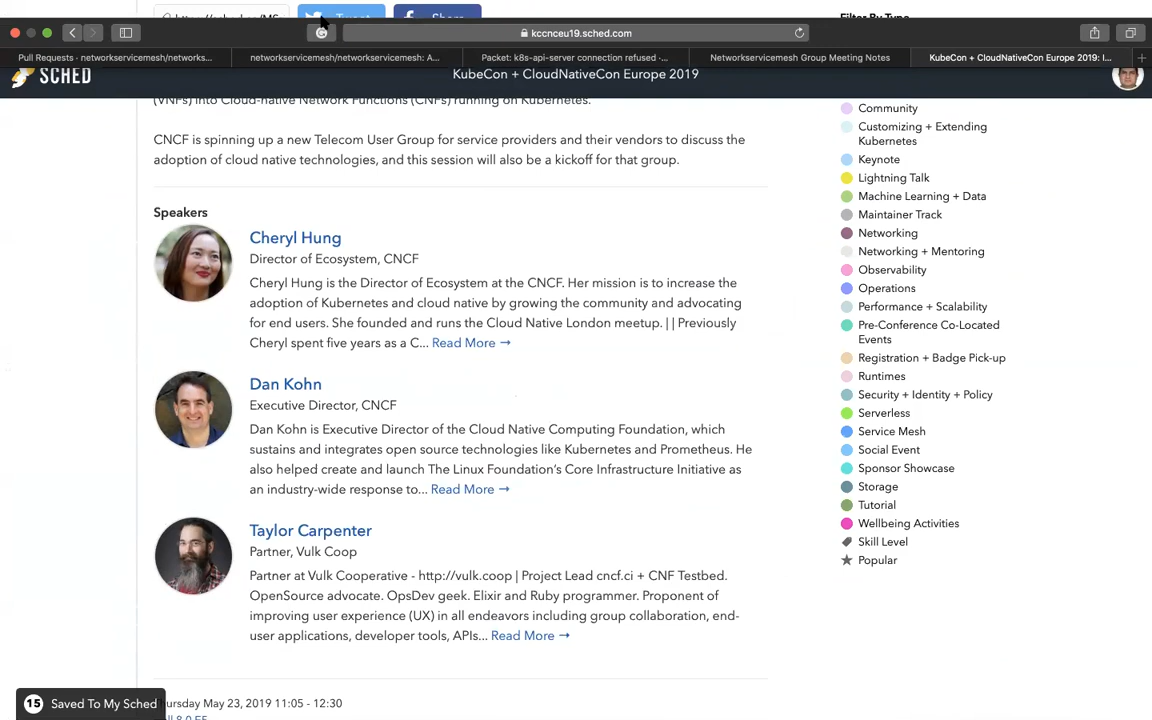 https://sched.co/MS
Tweet
Share
Filter By Type
kccnceu19.sched.com
Pull Requests · networkservicemesh/networks...
networkservicemesh/networkservicemesh: A...
Packet: k8s-api-server connection refused ·...
Networkservicemesh Group Meeting Notes
KubeCon + CloudNativeCon Europe 2019: I...
SCHED
KubeCon + CloudNativeCon Europe 2019
(VNFs) into Cloud-native Network Functions (CNFs) running on Kubernetes.
CNCF is spinning up a new Telecom User Group for service providers and their vendors to discuss the
adoption of cloud native technologies, and this session will also be a kickoff for that group.
Speakers
Cheryl Hung
Director of Ecosystem, CNCF
Cheryl Hung is the Director of Ecosystem at the CNCF. Her mission is to increase the
adoption of Kubernetes and cloud native by growing the community and advocating
for end users. She founded and runs the Cloud Native London meetup. | | Previously
Cheryl spent five years as a C... Read More →
Dan Kohn
Executive Director, CNCF
Dan Kohn is Executive Director of the Cloud Native Computing Foundation, which
sustains and integrates open source technologies like Kubernetes and Prometheus. He
also helped create and launch The Linux Foundation's Core Infrastructure Initiative as
an industry-wide response to... Read More →
Taylor Carpenter
Partner, Vulk Coop
Partner at Vulk Cooperative - http://vulk.coop | Project Lead cncf.ci + CNF Testbed.
OpenSource advocate. OpsDev geek. Elixir and Ruby programmer. Proponent of
improving user experience (UX) in all endeavors including group collaboration, end-
user applications, developer tools, APIs... Read More →
15 Saved To My Sched
ursday May 23, 2019 11:05 - 12:30
Community
Customizing + Extending
Kubernetes
Keynote
Lightning Talk
Machine Learning + Data
Maintainer Track
Networking
Networking + Mentoring
Observability
Operations
Performance + Scalability
Pre-Conference Co-Located
Events
Registration + Badge Pick-up
Runtimes
Security + Identity + Policy
Serverless
Service Mesh
Social Event
Sponsor Showcase
Storage
Tutorial
Wellbeing Activities
Skill Level
Popular